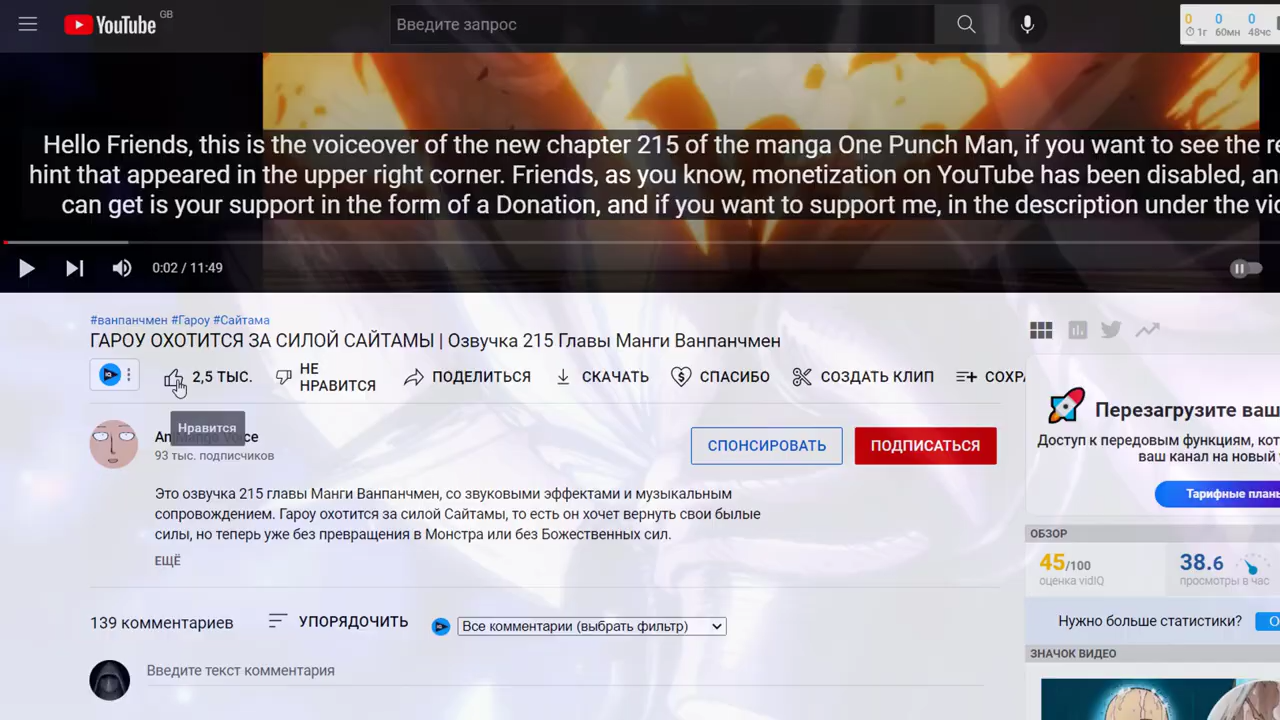 YouTube GB
Введите запрос
0 0 0
1г 60мн 48чс
Hello Friends, this is the voiceover of the new chapter 215 of the manga One Punch Man, if you want to see the re
hint that appeared in the upper right corner. Friends, as you know, monetization on YouTube has been disabled, an
can get is your support in the form of a Donation, and if you want to support me, in the description under the vi
0:02 / 11:49
#ванпанчмен #Гароу #Сайтама
ГАРОУ ОХОТИТСЯ ЗА СИЛОЙ САЙТАМЫ | Озвучка 215 Главы Манги Ванпанчмен
2,5 ТЫС.
НЕ
НРАВИТСЯ
ПОДЕЛИТЬСЯ
СКАЧАТЬ
СПАСИБО
СОЗДАТЬ КЛИП
СОХРА
Нравится
Voice
93 тыс. подписчиков
СПОНСИРОВАТЬ
ПОДПИСАТЬСЯ
Это озвучка 215 главы Манги Ванпанчмен, со звуковыми эффектами и музыкальным
сопровождением. Гароу охотится за силой Сайтамы, то есть он хочет вернуть свои былые
силы, но теперь уже без превращения в Монстра или без Божественных сил.
ЕЩЁ
139 комментариев
УПОРЯДОЧИТЬ
Все комментарии (выбрать фильтр)
Введите текст комментария
Перезагрузите ваш
Доступ к передовым функциям, кот
ваш канал на новый
Тарифные план
ОБЗОР
45/100
оценка vidIQ
38.6
просмотры в час
Нужно больше статистики?
О
ЗНАЧОК ВИДЕО